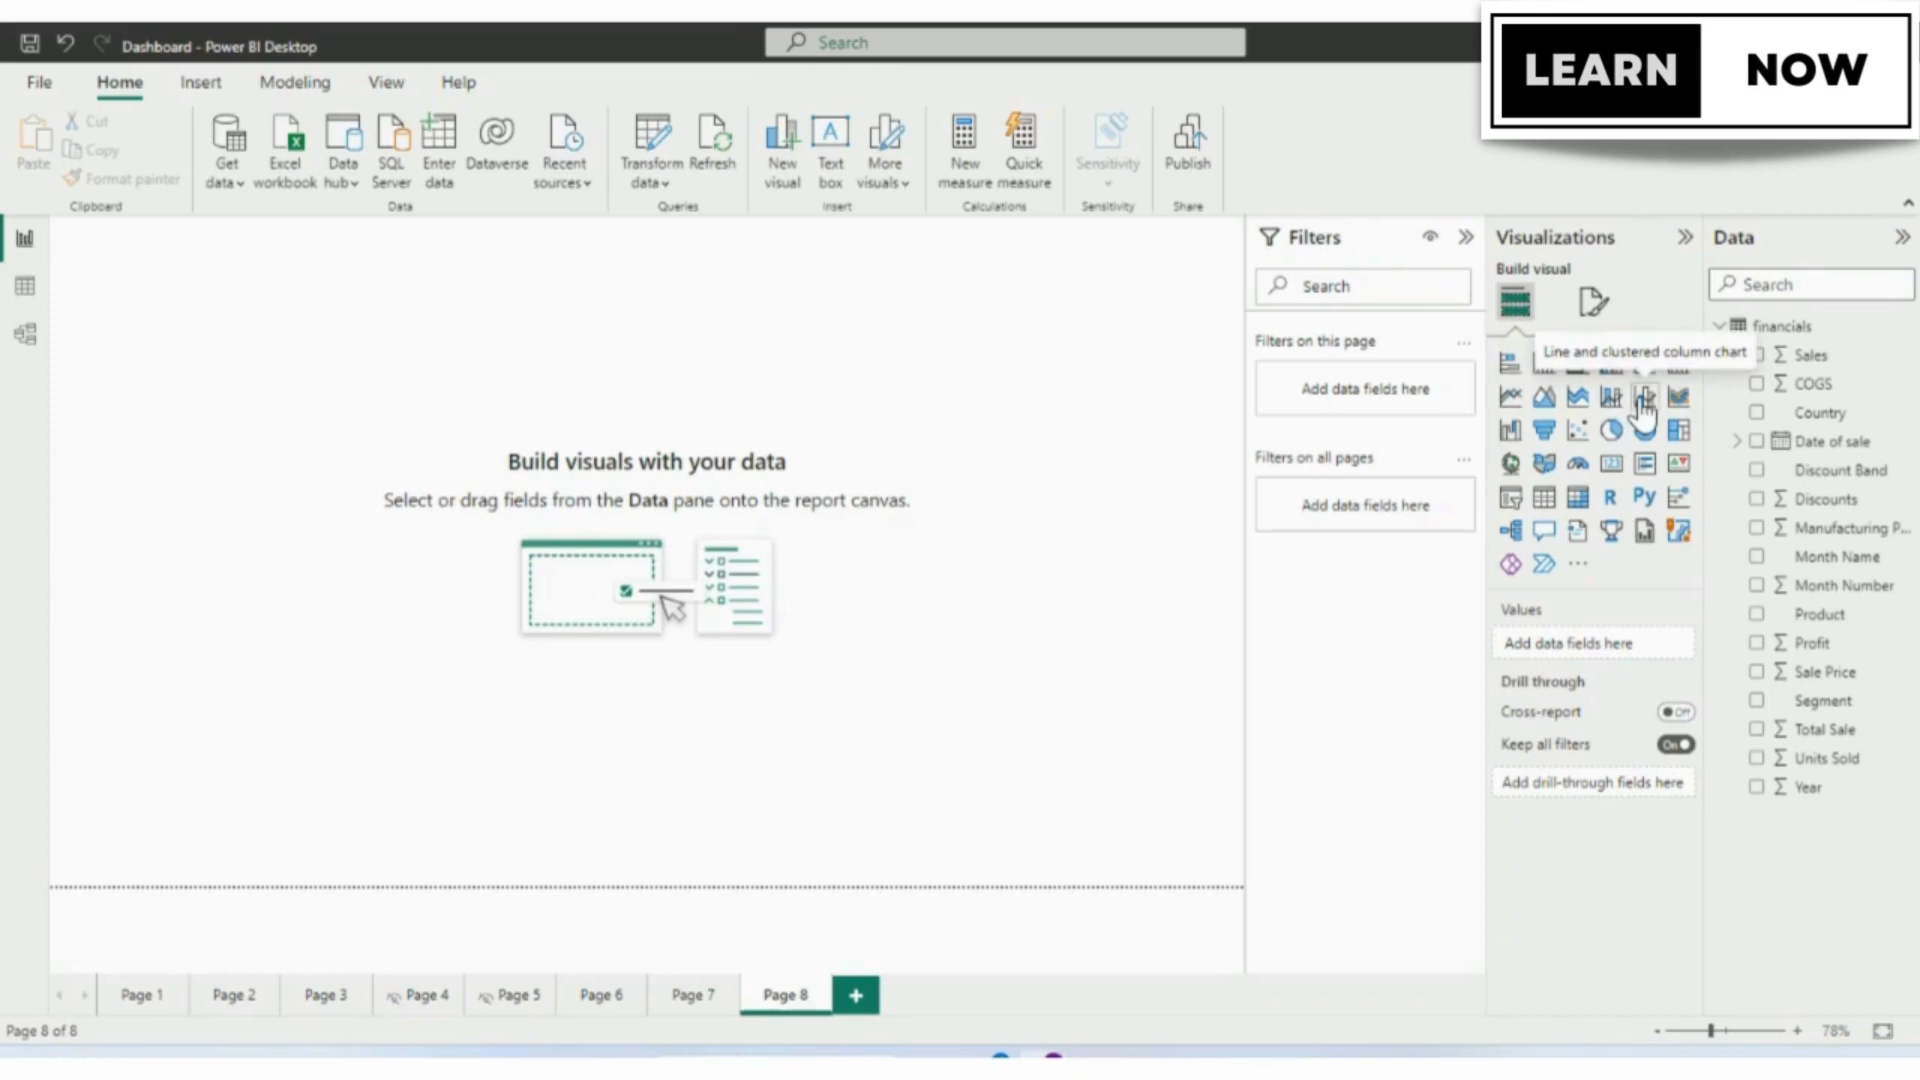 Dashboard - Power BI Desktop
Search
LEARN NOW
File Home Insert Modeling View Help
Paste
Cut
Copy
Format painter
Clipboard
Get data
Excel workbook
Data hub
SQL Server
Enter data
Dataverse
Recent sources
Data
Transform data
Refresh
Queries
New visual
Text box
More visuals
Insert
New measure
Quick measure
Calculations
Sensitivity
Sensitivity
Publish
Share
Build visuals with your data
Select or drag fields from the Data pane onto the report canvas.
Filters
Search
Filters on this page
Add data fields here
Filters on all pages
Add data fields here
Visualizations
Build visual
Line and clustered column chart
R Py
123
...
Values
Add data fields here
Drill through
Cross-report Off
Keep all filters On
Add drill-through fields here
Data
Search
financials
Sales
COGS
Country
Date of sale
Discount Band
Discounts
Manufacturing P...
Month Name
Month Number
Product
Profit
Sale Price
Segment
Total Sale
Units Sold
Year
Page 1 Page 2 Page 3 Page 4 Page 5 Page 6 Page 7 Page 8 +
Page 8 of 8
- + 78%